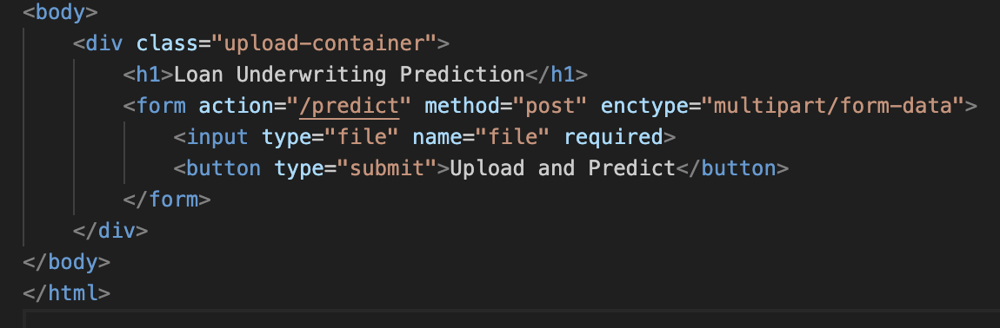 <body>
<div class="upload-container">
<h1>Loan Underwriting Prediction</h1>
<form action="/predict" method="post" enctype="multipart/form-data">
<input type="file" name="file" required>
<button type="submit">Upload and Predict</button>
</form>
</div>
</body>
</html>